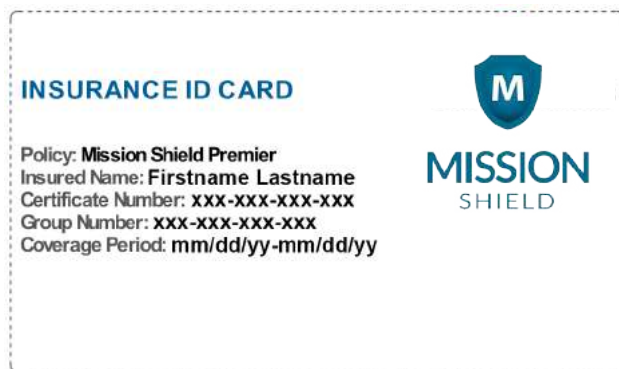 INSURANCE ID CARD
Policy: Mission Shield Premier
Insured Name: Firstname Lastname
Certificate Number: xxx-xxx-xxx-xxx
Group Number: xxx-xxx-xxx-xxx
Coverage Period: mm/dd/yy-mm/dd/yy
M
MISSION
SHIELD